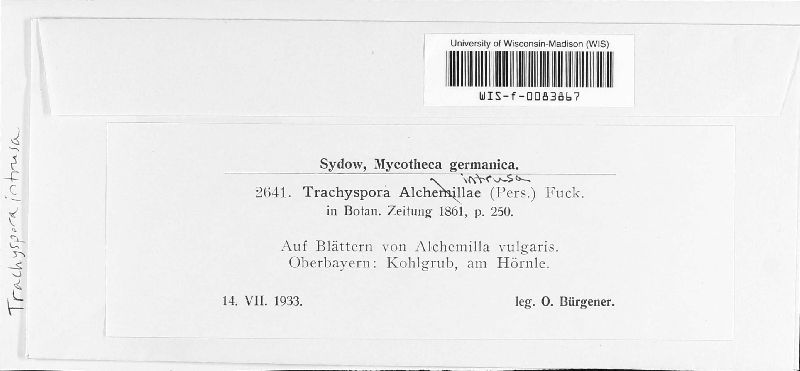 University of Wisconsin-Madison (WIS)
WIS-f-0083867
Sydow, Mycotheca germanica.
intrusa
2641. Trachyspora Alchemillae (Pers.) Fuck.
in Botan. Zeitung 1861, p. 250.
Auf Blättern von Alchemilla vulgaris.
Oberbayern: Kohlgrub, am Hörnle.
14. VII. 1933. leg. O. Bürgener.
Trachyspora intrusa